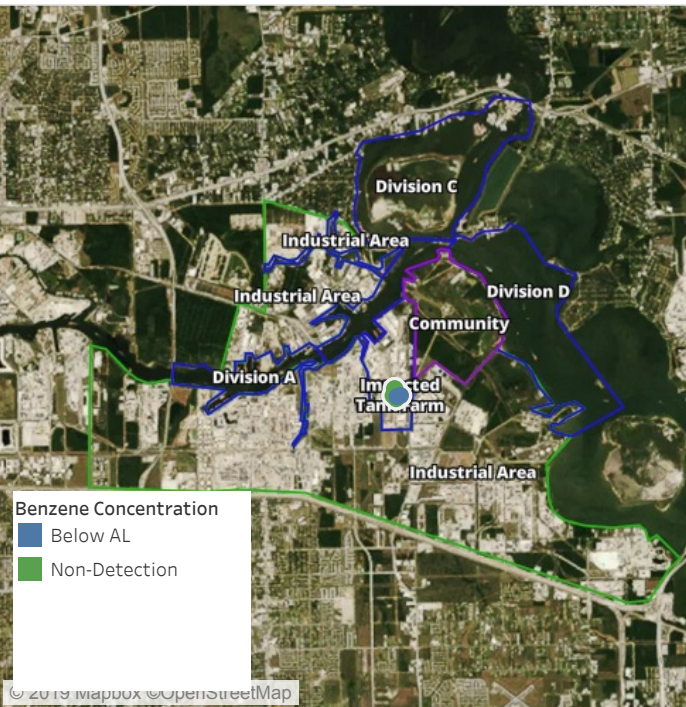 Division C
Industrial Area
Division D
Industrial Area
Community
Division A
Farm
Industrial Area
Benzene Concentration
Below AL
Non-Detection
© 2019 Mapbox ©OpenStreetMap